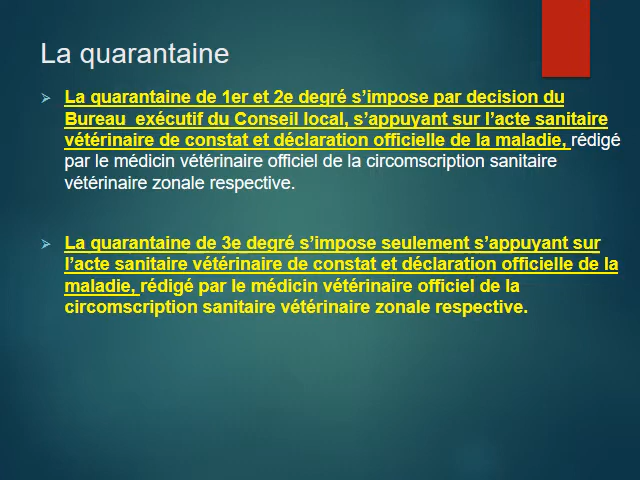 La quarantaine
La quarantaine de 1er et 2e degré s'impose par decision du
Bureau exécutif du Conseil local, s'appuyant sur l'acte sanitaire
vétérinaire de constat et déclaration officielle de la maladie, rédigé
par le médicin vétérinaire officiel de la circomscription sanitaire
vétérinaire zonale respective.
La quarantaine de 3e degré s'impose seulement s'appuyant sur
l'acte sanitaire vétérinaire de constat et déclaration officielle de la
maladie, rédigé par le médicin vétérinaire officiel de la
circomscription sanitaire vétérinaire zonale respective.